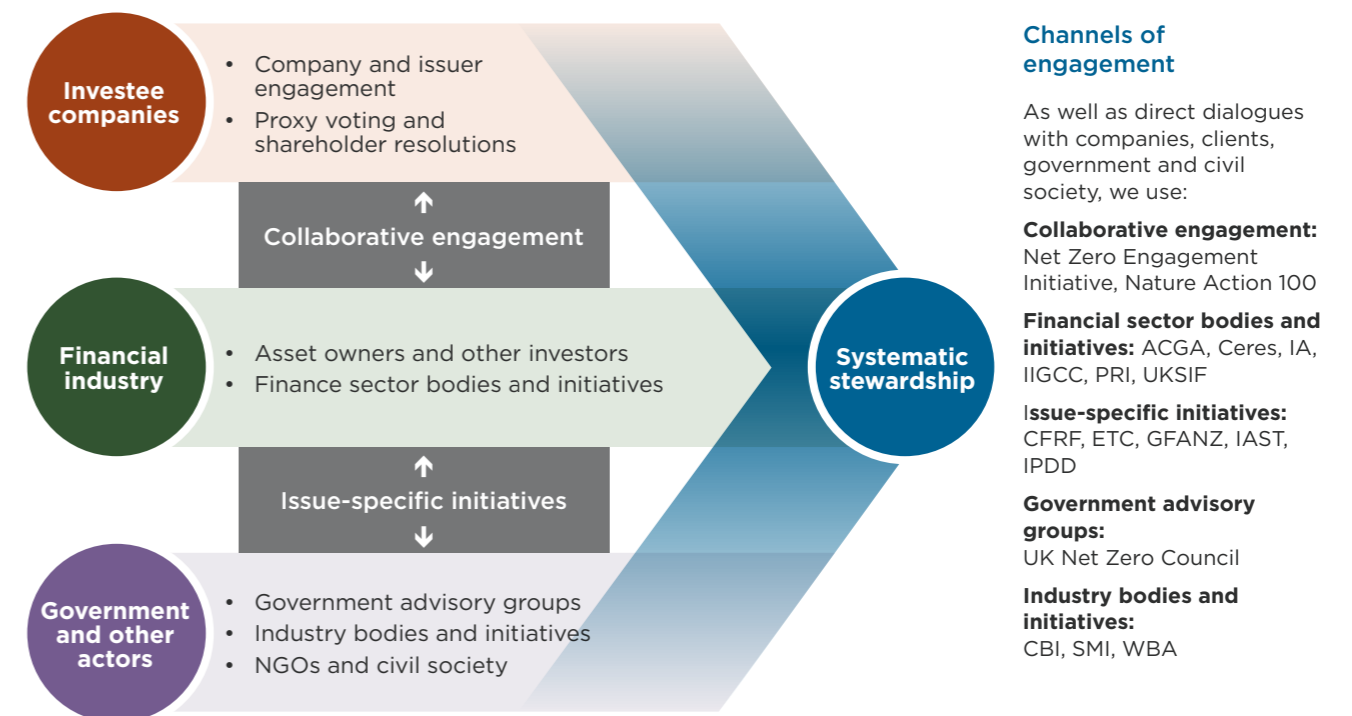 Investee
companies
• Company and issuer
engagement
• Proxy voting and
shareholder resolutions
↑
Collaborative engagement
↓
Financial
industry
• Asset owners and other investors
• Finance sector bodies and initiatives
↑
Issue-specific initiatives
↓
Government
and other
actors
• Government advisory groups
• Industry bodies and initiatives
• NGOs and civil society
Systematic
stewardship
Channels of
engagement
As well as direct dialogues
with companies, clients,
government and civil
society, we use:
Collaborative engagement:
Net Zero Engagement
Initiative, Nature Action 100
Financial sector bodies and
initiatives: ACGA, Ceres, IA,
IIGCC, PRI, UKSIF
Issue-specific initiatives:
CFRF, ETC, GFANZ, IAST,
IPDD
Government advisory
groups:
UK Net Zero Council
Industry bodies and
initiatives:
CBI, SMI, WBA